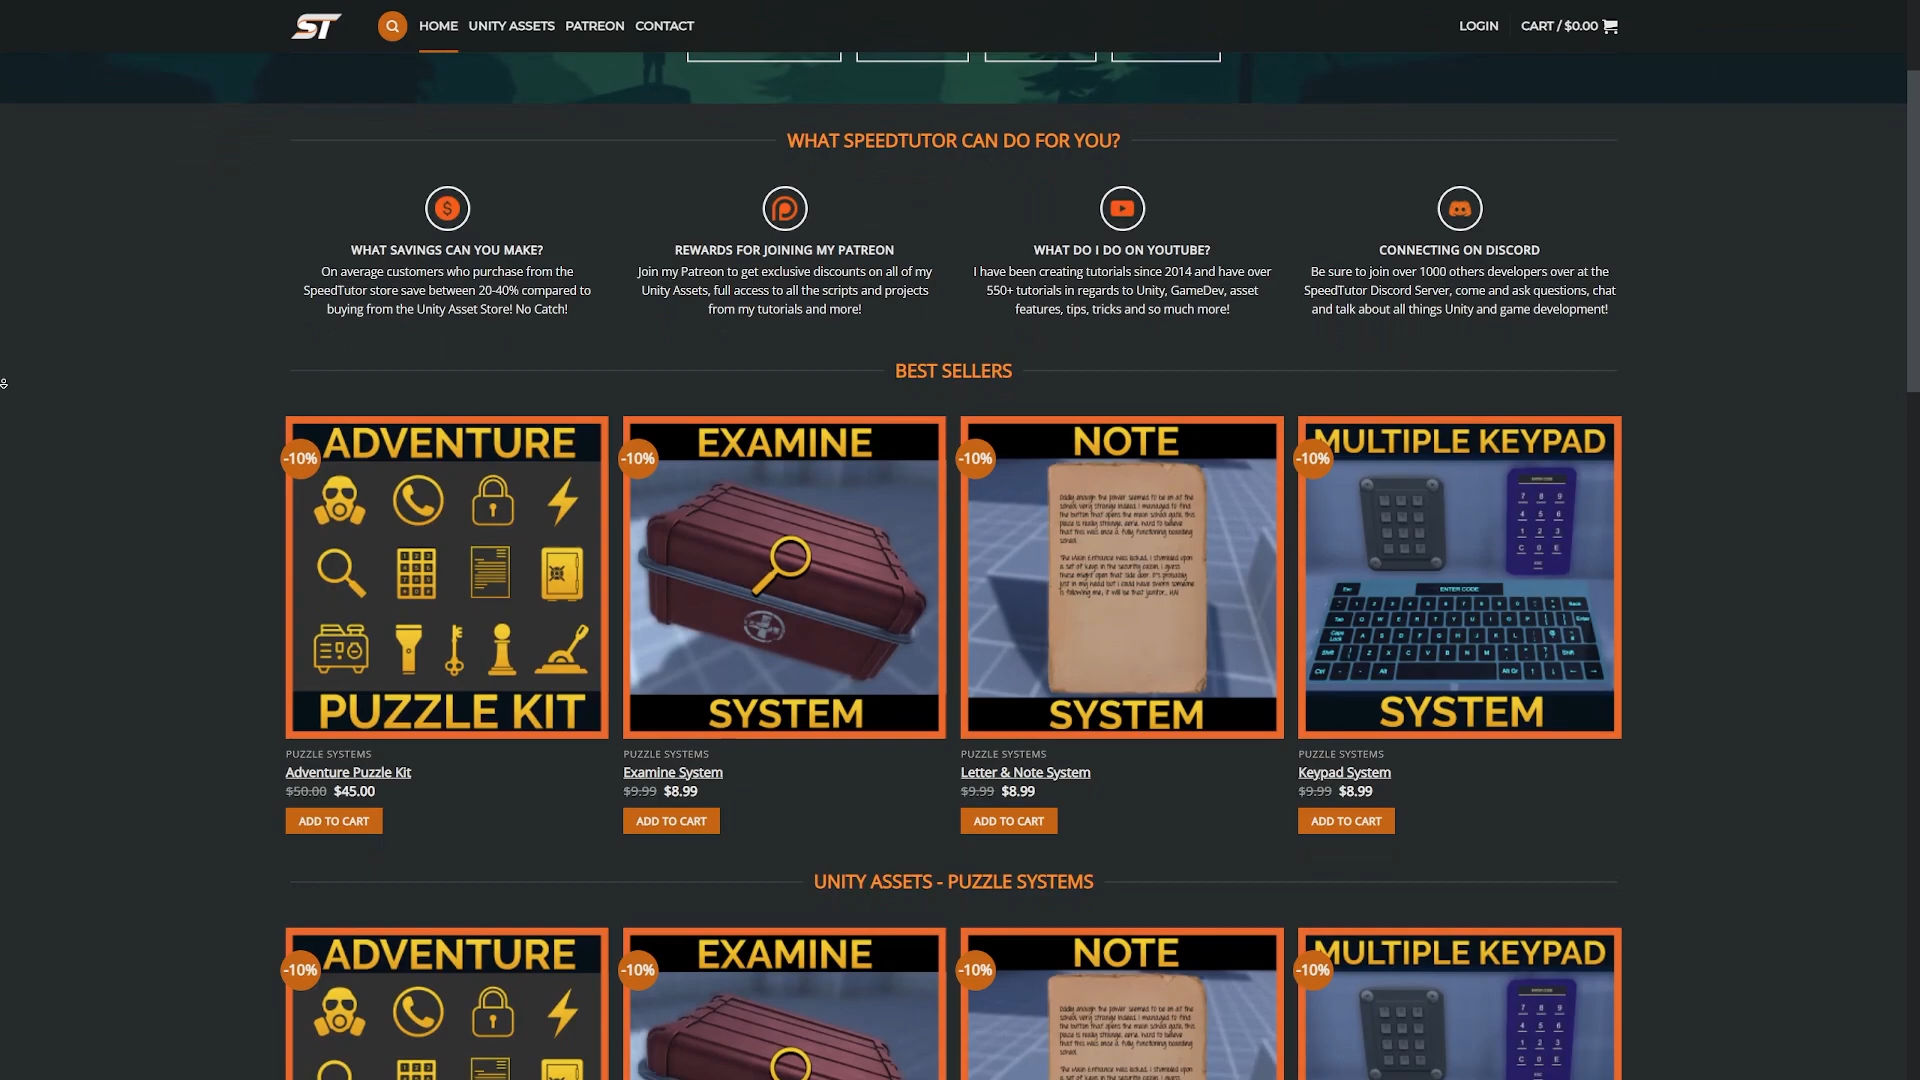 ST
HOME
UNITY ASSETS
PATREON
CONTACT
LOGIN
CART / $0.00
WHAT SPEEDTUTOR CAN DO FOR YOU?
WHAT SAVINGS CAN YOU MAKE?
On average customers who purchase from the
SpeedTutor store save between 20-40% compared to
buying from the Unity Asset Store! No Catch!
REWARDS FOR JOINING MY PATREON
Join my Patreon to get exclusive discounts on all of my
Unity Assets, full access to all the scripts and projects
from my tutorials and more!
WHAT DO I DO ON YOUTUBE?
I have been creating tutorials since 2014 and have over
550+ tutorials in regards to Unity, GameDev, asset
features, tips, tricks and so much more!
CONNECTING ON DISCORD
Be sure to join over 1000 others developers over at the
SpeedTutor Discord Server, come and ask questions, chat
and talk about all things Unity and game development!
BEST SELLERS
-10%
ADVENTURE
PUZZLE KIT
PUZZLE SYSTEMS
Adventure Puzzle Kit
$50.00 $45.00
ADD TO CART
-10%
EXAMINE
SYSTEM
PUZZLE SYSTEMS
Examine System
$9.99 $8.99
ADD TO CART
-10%
NOTE
SYSTEM
PUZZLE SYSTEMS
Letter & Note System
$9.99 $8.99
ADD TO CART
-10%
MULTIPLE KEYPAD
ENTER CODE
SYSTEM
PUZZLE SYSTEMS
Keypad System
$9.99 $8.99
ADD TO CART
UNITY ASSETS - PUZZLE SYSTEMS
-10%
ADVENTURE
-10%
EXAMINE
-10%
NOTE
-10%
MULTIPLE KEYPAD